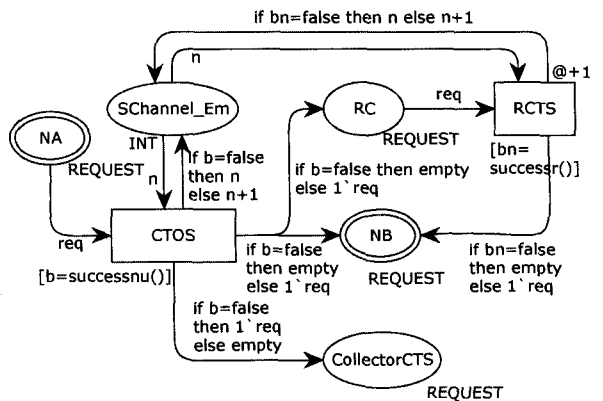 if bn=false then n else n+1
n
@+1
SChannel_Em
RC
req
RCTS
NA
INT
REQUEST
[bn=
successr()]
REQUEST
n
if b=false
then n
else n+1
if b=false then empty
else 1`req
req
CTOS
NB
[b=successnu()]
if b=false
then empty
else 1`req
REQUEST
if bn=false
then empty
else 1`req
if b=false
then 1`req
else empty
CollectorCTS
REQUEST